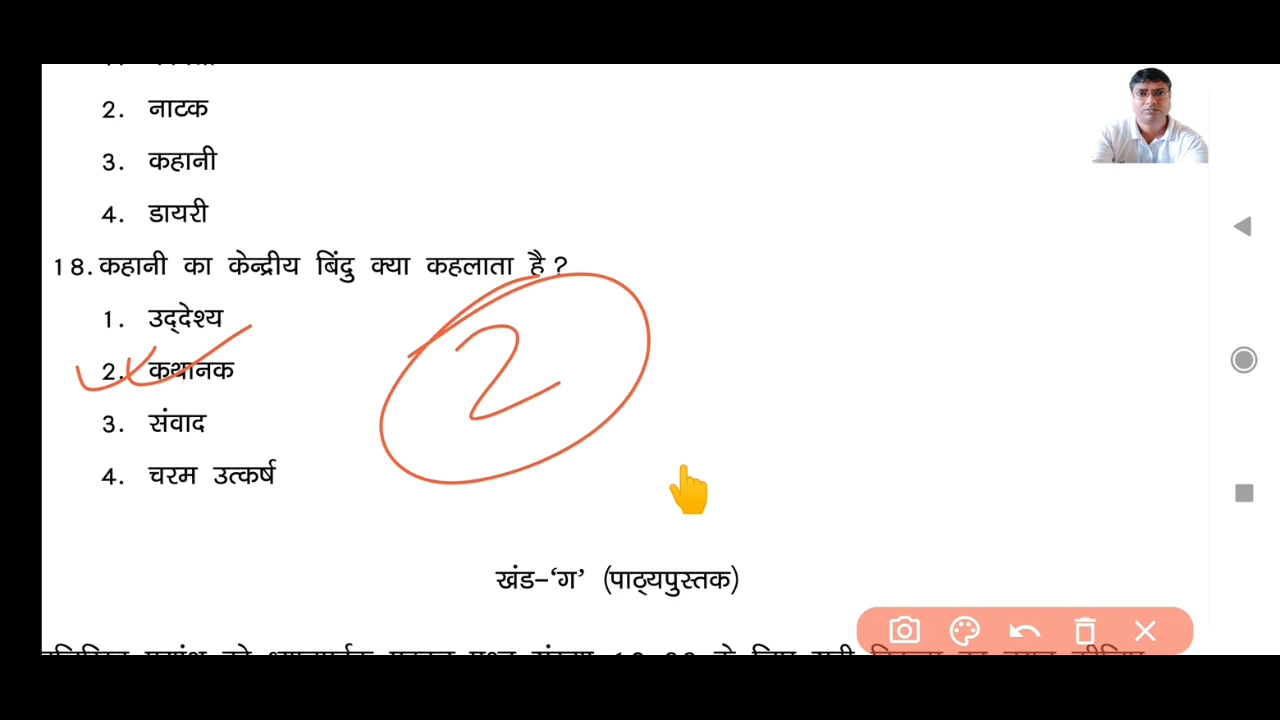 2. नाटक
3. कहानी
4. डायरी
18. कहानी का केन्द्रीय बिंदु क्या कहलाता है?
1. उद्देश्य
2. कथानक
2
3. संवाद
4. चरम उत्कर्ष
खंड-‘ग’ (पाठ्यपुस्तक)